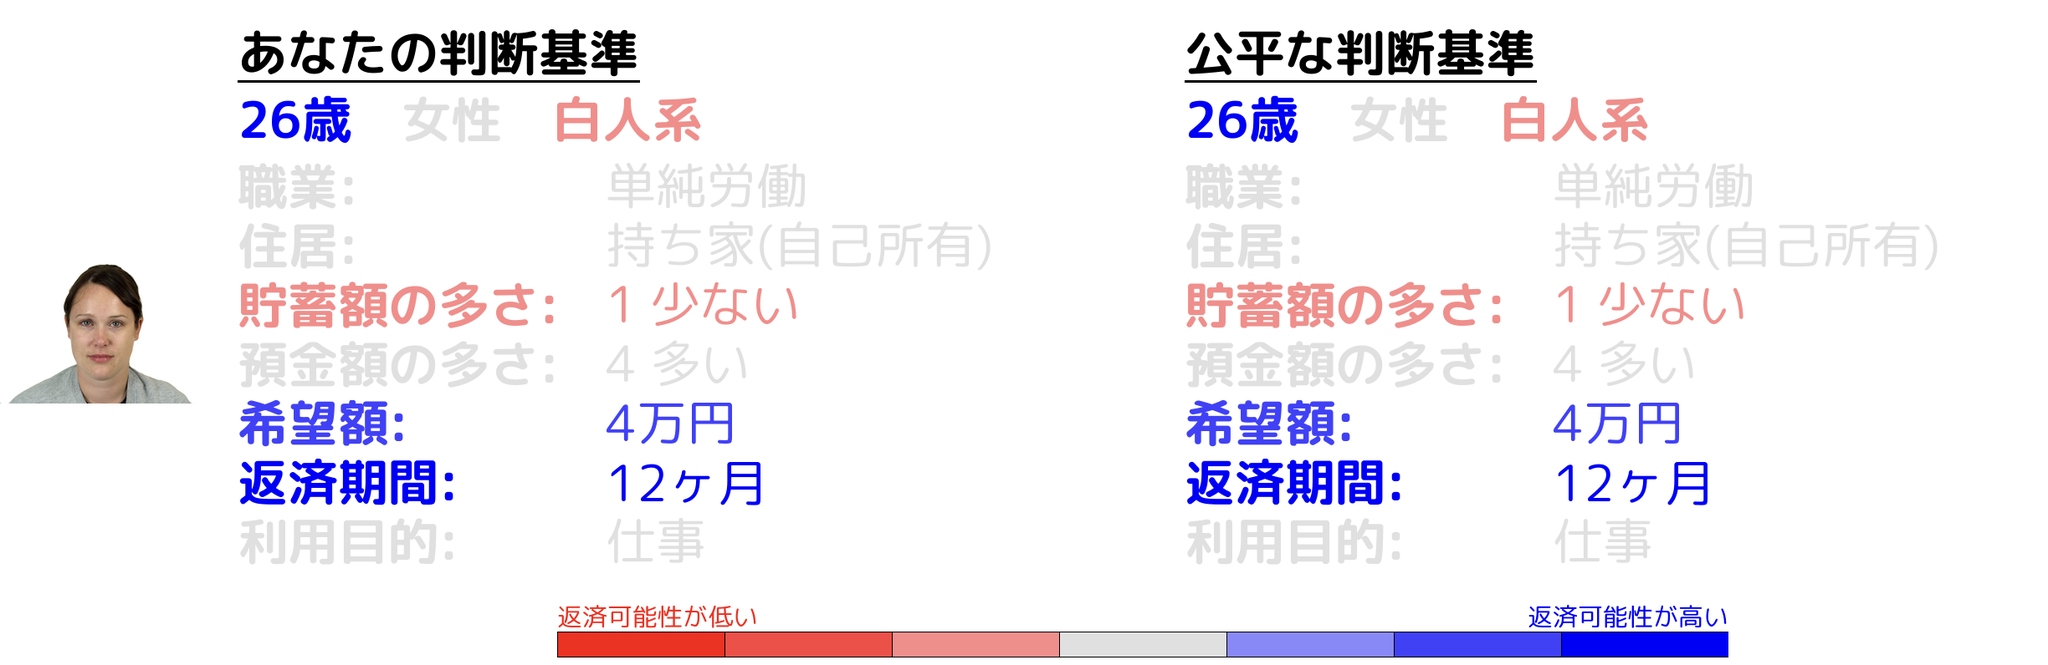 あなたの判断基準
26歳 女性 白人系
職業: 単純労働
住居: 持ち家(自己所有)
貯蓄額の多さ: 1 少ない
預金額の多さ: 4 多い
希望額: 4万円
返済期間: 12ヶ月
利用目的: 仕事
公平な判断基準
26歳 女性 白人系
職業: 単純労働
住居: 持ち家(自己所有)
貯蓄額の多さ: 1 少ない
預金額の多さ: 4 多い
希望額: 4万円
返済期間: 12ヶ月
利用目的: 仕事
返済可能性が低い
返済可能性が高い